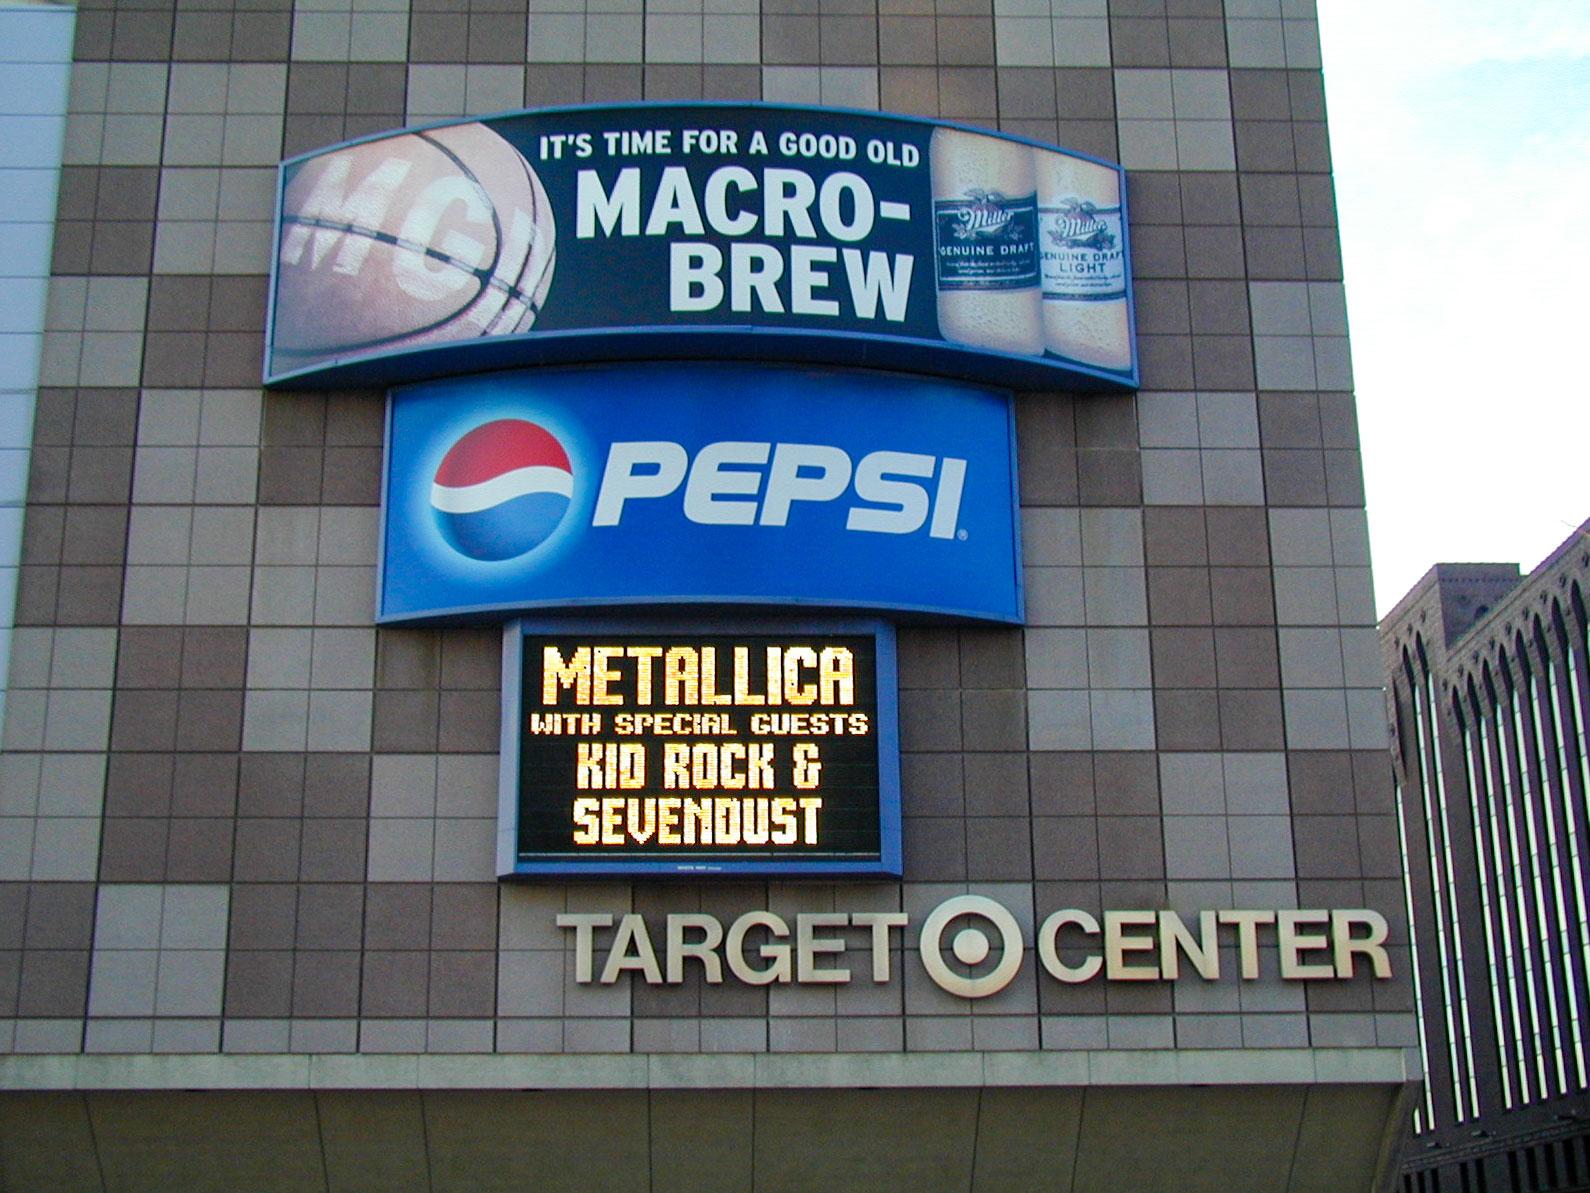 MG
IT'S TIME FOR A GOOD OLD
MACRO-
BREW
Miller
GENUINE DRAFT
Miller
GENUINE DRAFT
LIGHT
PEPSI®
METALLICA
WITH SPECIAL GUESTS
KID ROCK &
SEVENDUST
TARGET CENTER